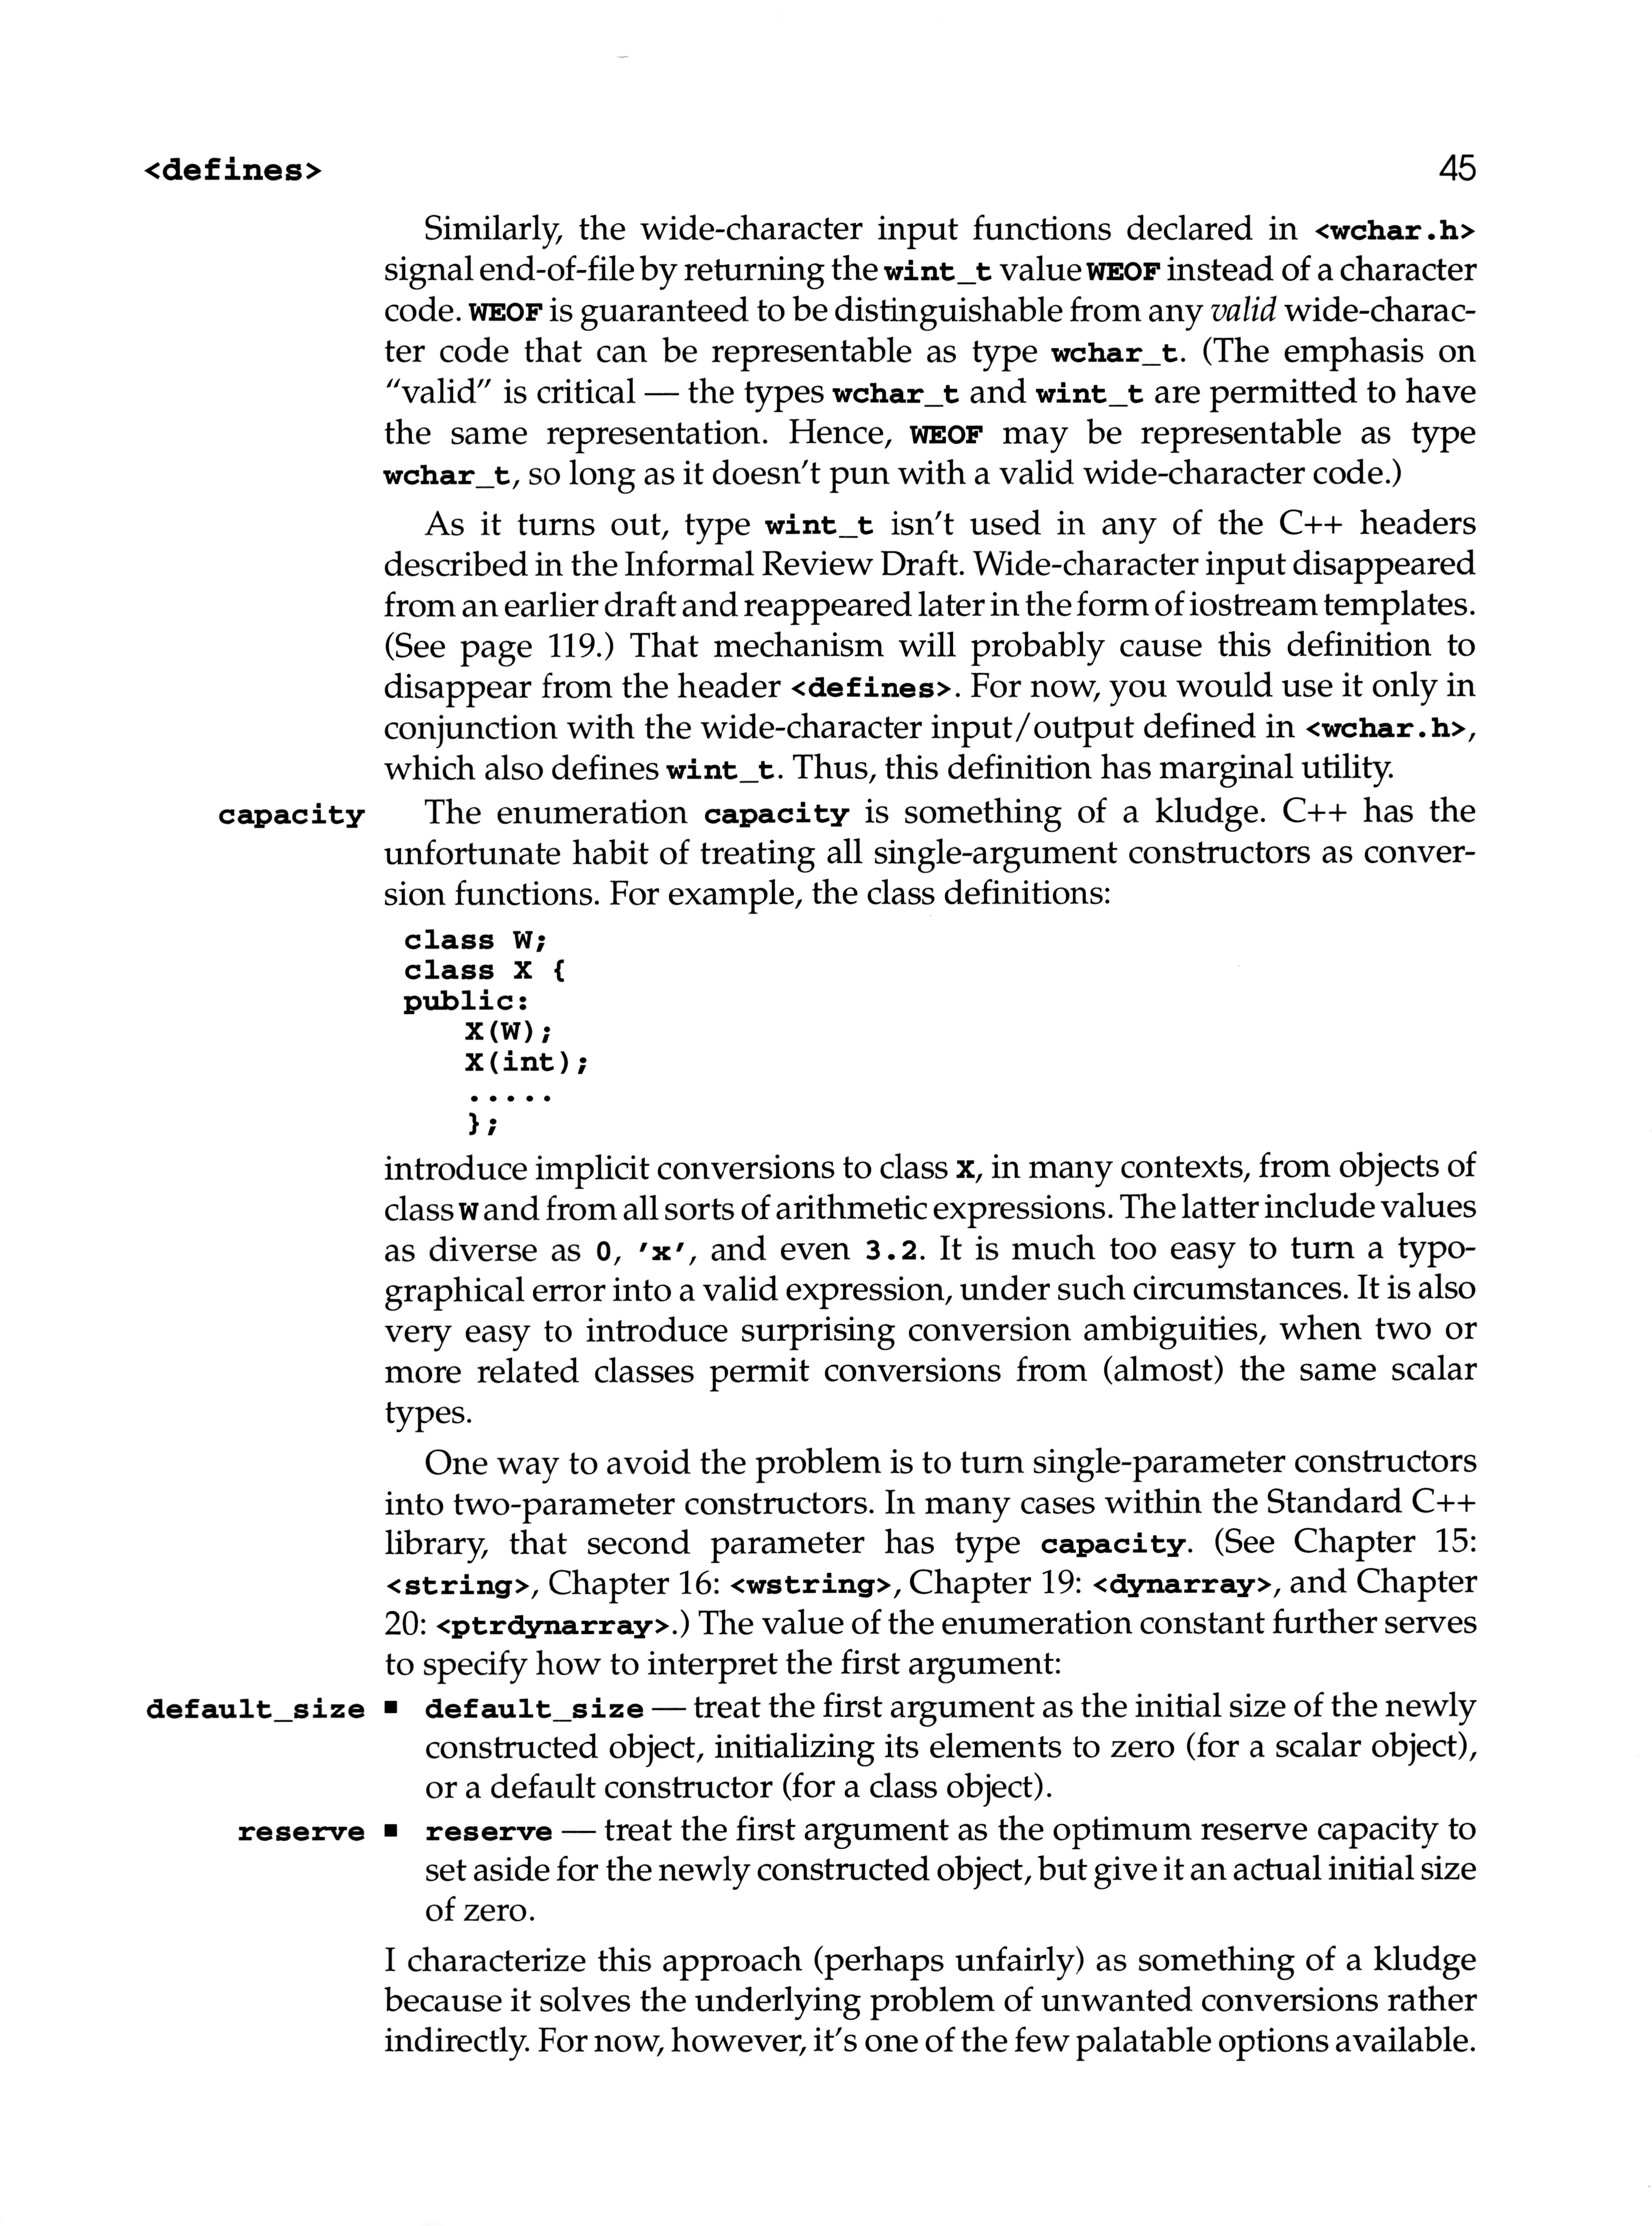 <defines> 45
Similarly, the wide-character input functions declared in <wchar.h>
signal end-of-file by returning the wint_t value WEOF instead of a character
code. WEOF is guaranteed to be distinguishable from any valid wide-charac-
ter code that can be representable as type wchar_t. (The emphasis on
"valid" is critical — the types wchar_t and wint_t are permitted to have
the same representation. Hence, WEOF may be representable as type
wchar_t, so long as it doesn't pun with a valid wide-character code.)
As it turns out, type wint_t isn't used in any of the C++ headers
described in the Informal Review Draft. Wide-character input disappeared
from an earlier draft and reappeared later in the form of iostream templates.
(See page 119.) That mechanism will probably cause this definition to
disappear from the header <defines>. For now, you would use it only in
conjunction with the wide-character input/output defined in <wchar.h>,
which also defines wint_t. Thus, this definition has marginal utility.
capacity The enumeration capacity is something of a kludge. C++ has the
unfortunate habit of treating all single-argument constructors as conver-
sion functions. For example, the class definitions:
class W;
class X {
public:
X(W);
X(int);
.....
};
introduce implicit conversions to class X, in many contexts, from objects of
class W and from all sorts of arithmetic expressions. The latter include values
as diverse as 0, 'x', and even 3.2. It is much too easy to turn a typo-
graphical error into a valid expression, under such circumstances. It is also
very easy to introduce surprising conversion ambiguities, when two or
more related classes permit conversions from (almost) the same scalar
types.
One way to avoid the problem is to turn single-parameter constructors
into two-parameter constructors. In many cases within the Standard C++
library, that second parameter has type capacity. (See Chapter 15:
<string>, Chapter 16: <wstring>, Chapter 19: <dynarray>, and Chapter
20: <ptrdynarray>.) The value of the enumeration constant further serves
to specify how to interpret the first argument:
default_size ■ default_size — treat the first argument as the initial size of the newly
constructed object, initializing its elements to zero (for a scalar object),
or a default constructor (for a class object).
reserve ■ reserve — treat the first argument as the optimum reserve capacity to
set aside for the newly constructed object, but give it an actual initial size
of zero.
I characterize this approach (perhaps unfairly) as something of a kludge
because it solves the underlying problem of unwanted conversions rather
indirectly. For now, however, it's one of the few palatable options available.